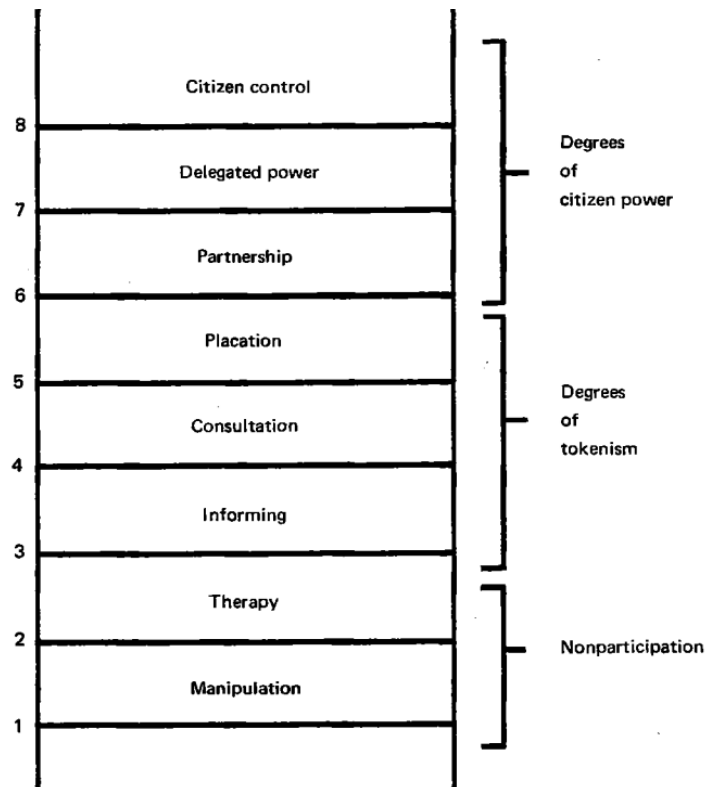 Citizen control
8
Delegated power
7
Partnership
6
Placation
5
Consultation
4
Informing
3
Therapy
2
Manipulation
1
Degrees
of
citizen power
Degrees
of
tokenism
Nonparticipation